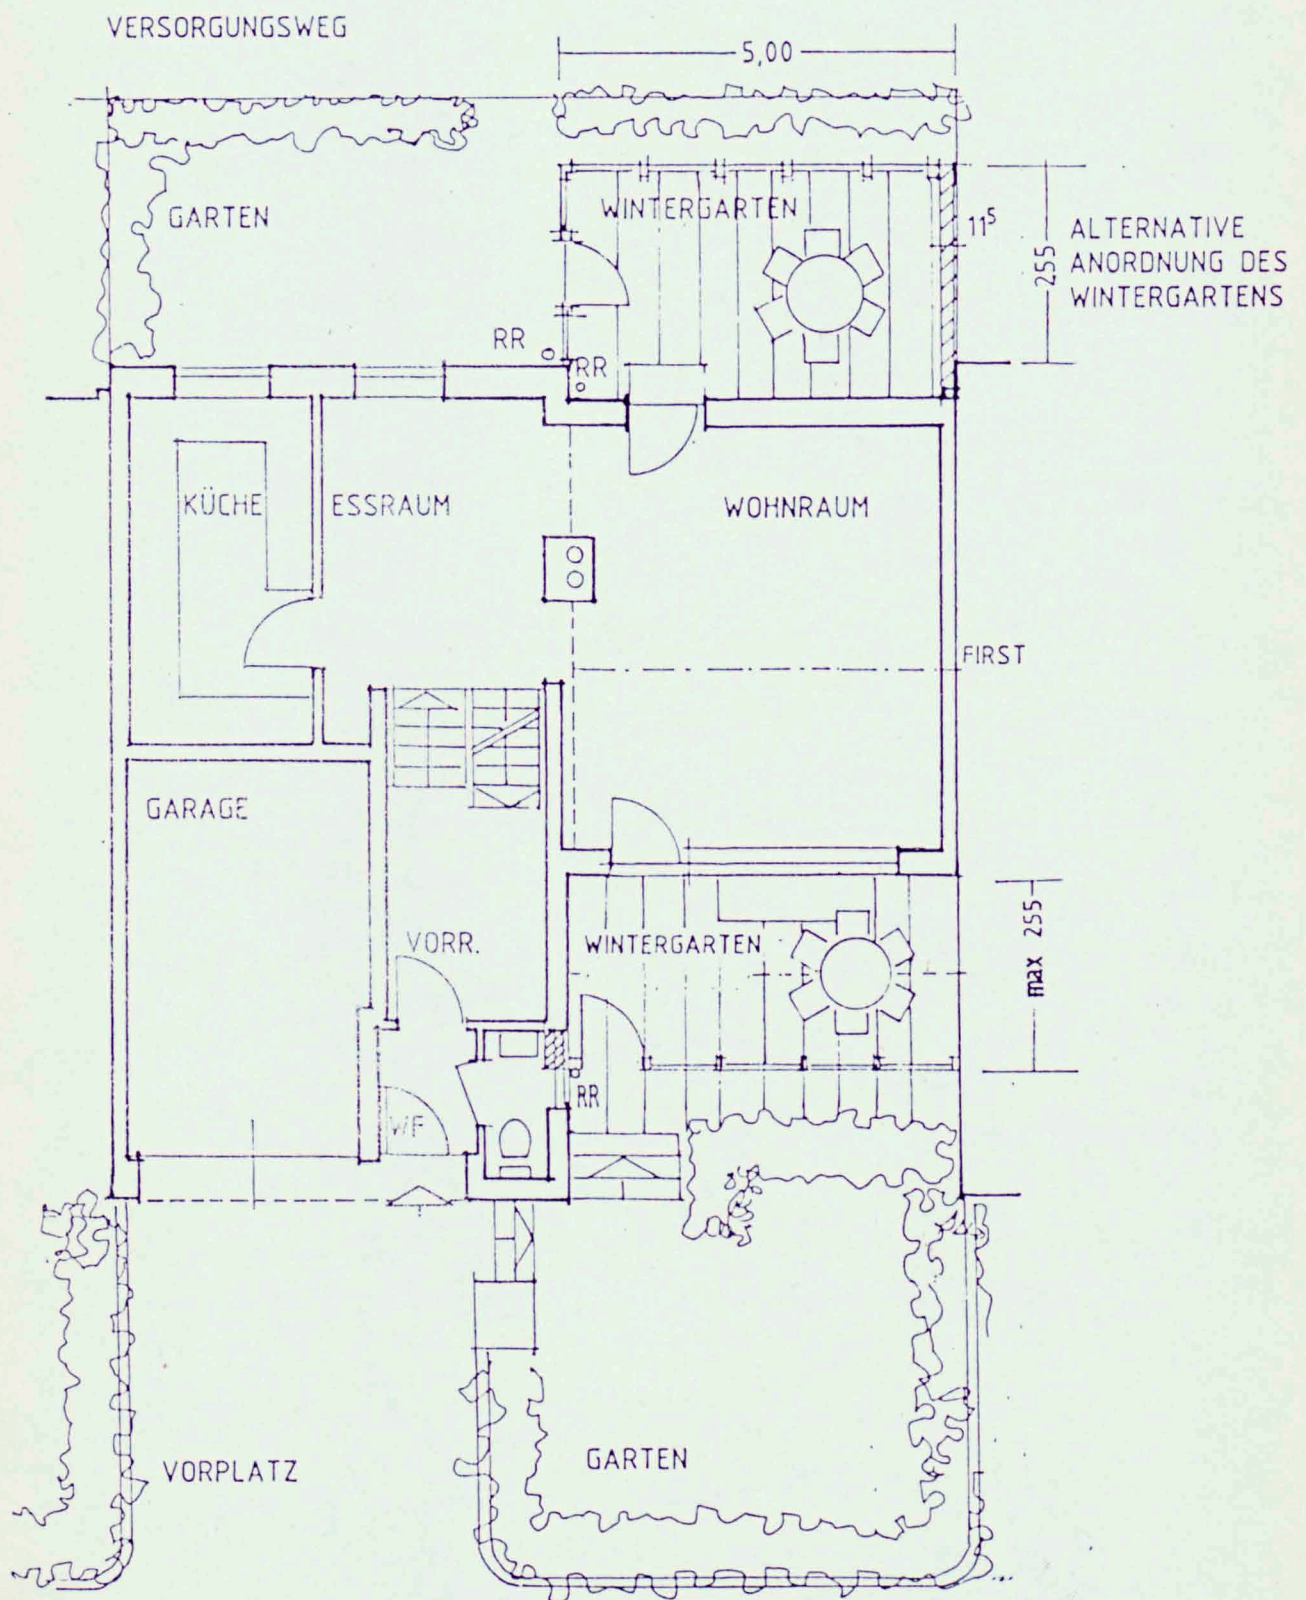 VERSORGUNGSWEG
5,00
GARTEN
WINTERGARTEN
11⁵
255
ALTERNATIVE
ANORDNUNG DES
WINTERGARTENS
RR
RR
KÜCHE
ESSRAUM
WOHNRAUM
FIRST
GARAGE
VORR.
WINTERGARTEN
max 255
WF
RR
VORPLATZ
GARTEN